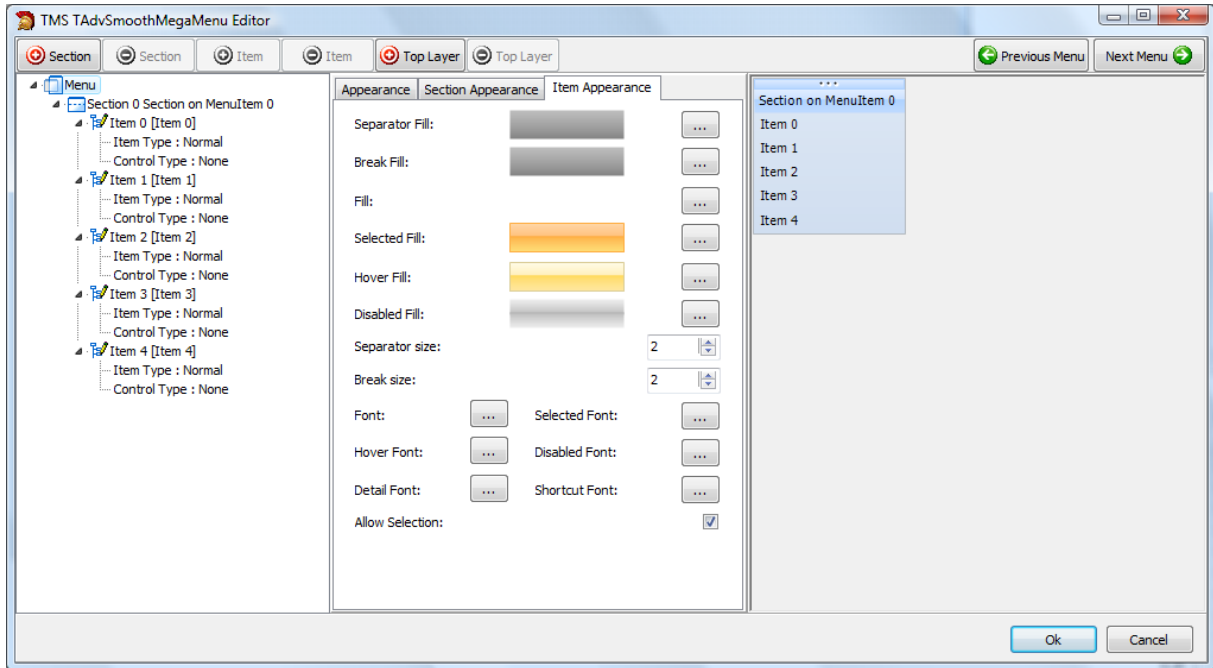 TMS TAdvSmoothMegaMenu Editor
Section
Section
Item
Item
Top Layer
Top Layer
Previous Menu
Next Menu
Menu
Section 0 Section on MenuItem 0
Item 0 [Item 0]
Item Type : Normal
Control Type : None
Item 1 [Item 1]
Item Type : Normal
Control Type : None
Item 2 [Item 2]
Item Type : Normal
Control Type : None
Item 3 [Item 3]
Item Type : Normal
Control Type : None
Item 4 [Item 4]
Item Type : Normal
Control Type : None
Appearance
Section Appearance
Item Appearance
Separator Fill:
...
Break Fill:
...
Fill:
...
Selected Fill:
...
Hover Fill:
...
Disabled Fill:
...
Separator size:
2
Break size:
2
Font:
...
Selected Font:
...
Hover Font:
...
Disabled Font:
...
Detail Font:
...
Shortcut Font:
...
Allow Selection:
Section on MenuItem 0
Item 0
Item 1
Item 2
Item 3
Item 4
Ok
Cancel